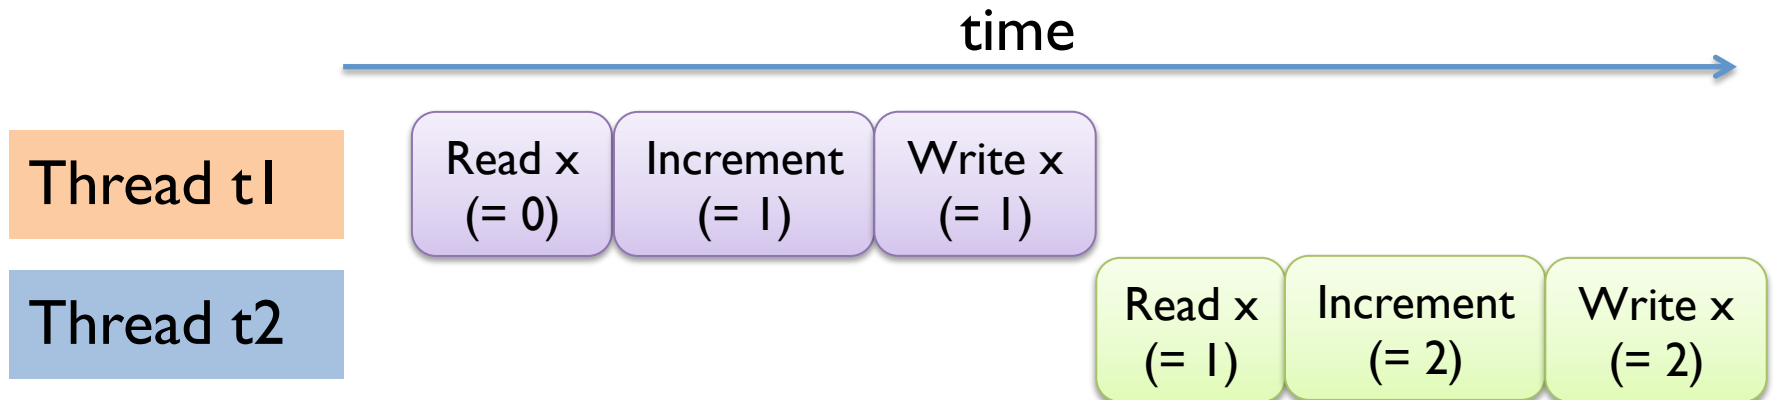 time
Thread t1
Read x
(= 0)
Increment
(= 1)
Write x
(= 1)
Thread t2
Read x
(= 1)
Increment
(= 2)
Write x
(= 2)